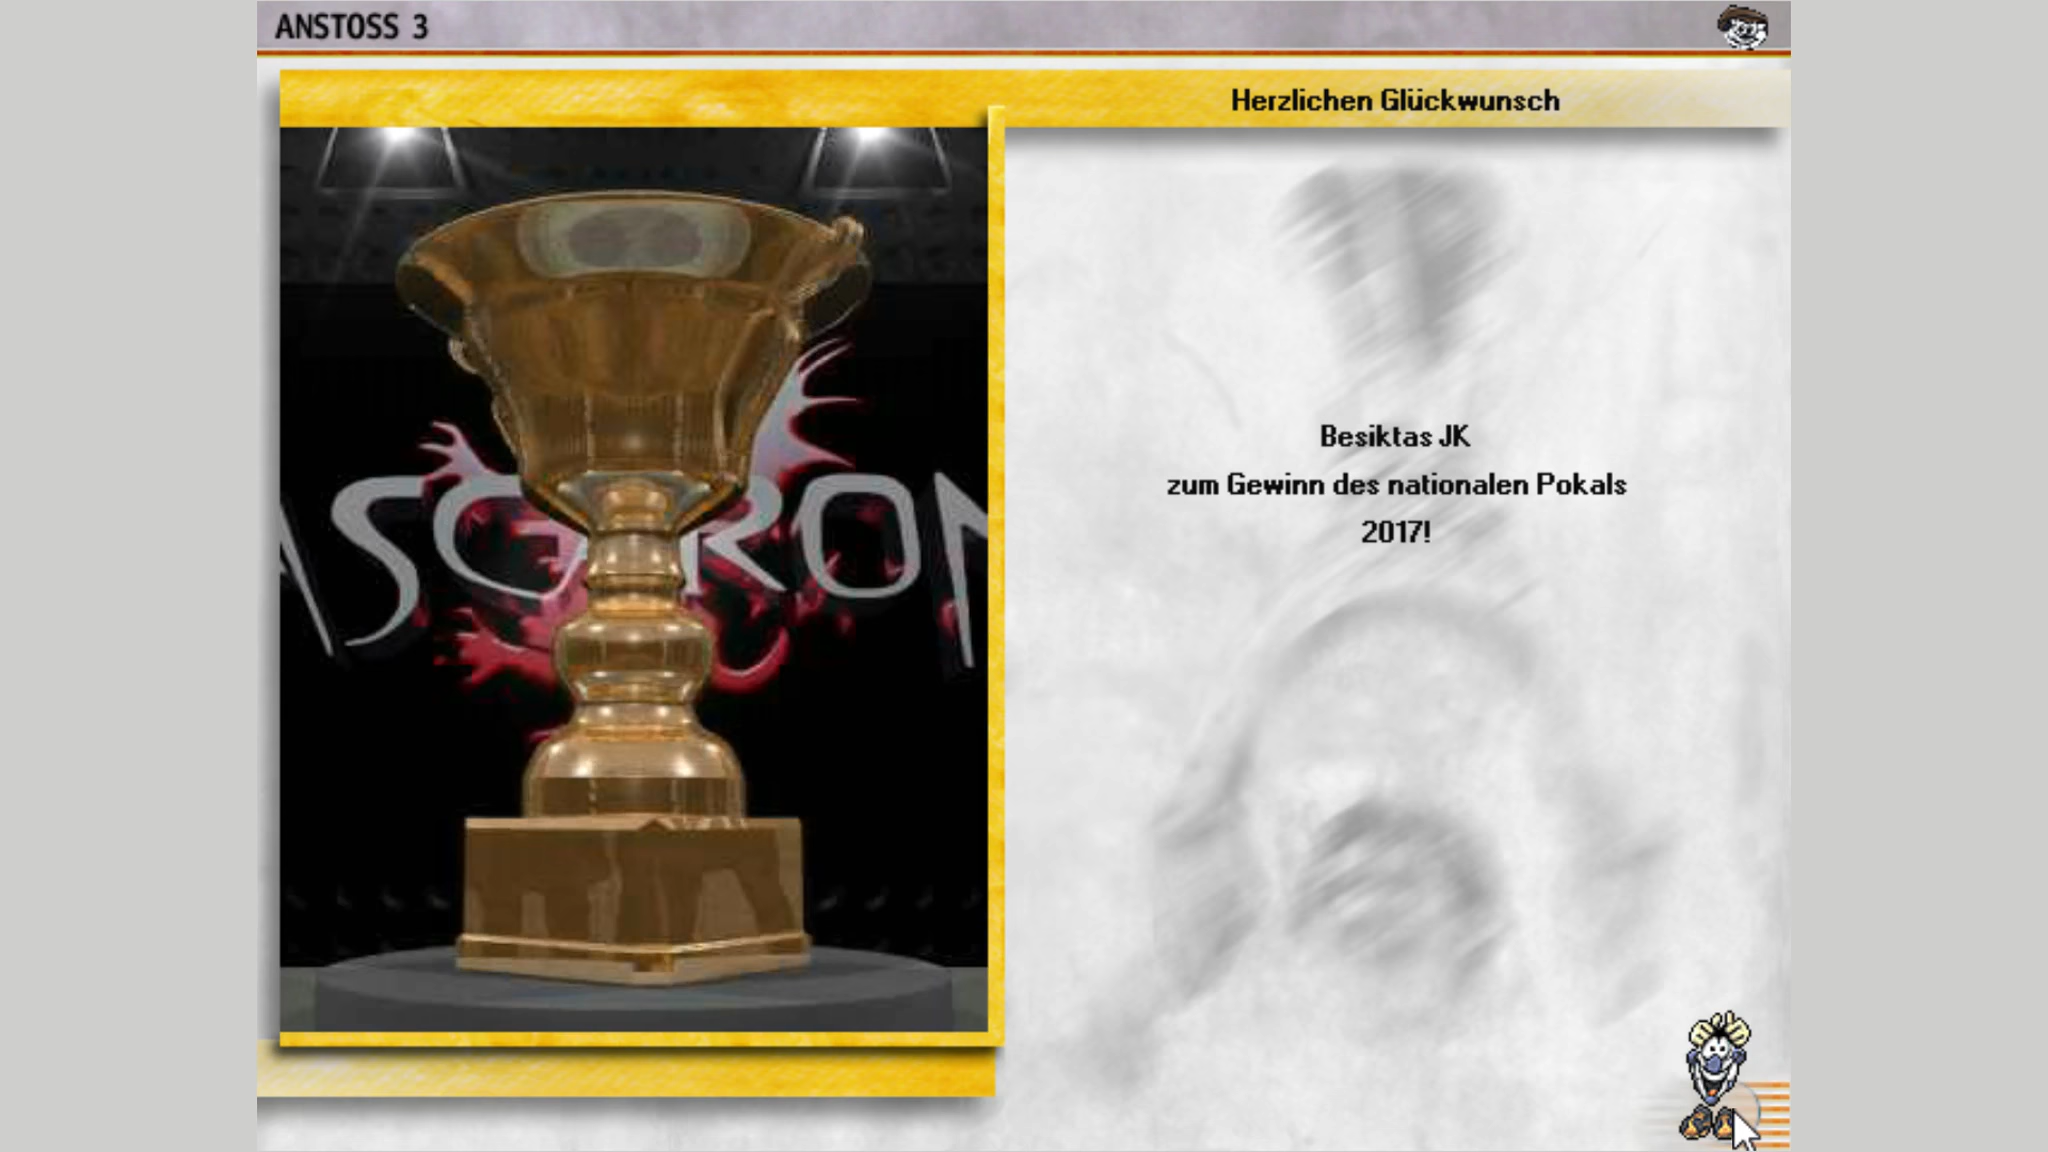 ANSTOSS 3
Herzlichen Glückwunsch
Besiktas JK
zum Gewinn des nationalen Pokals
2017!